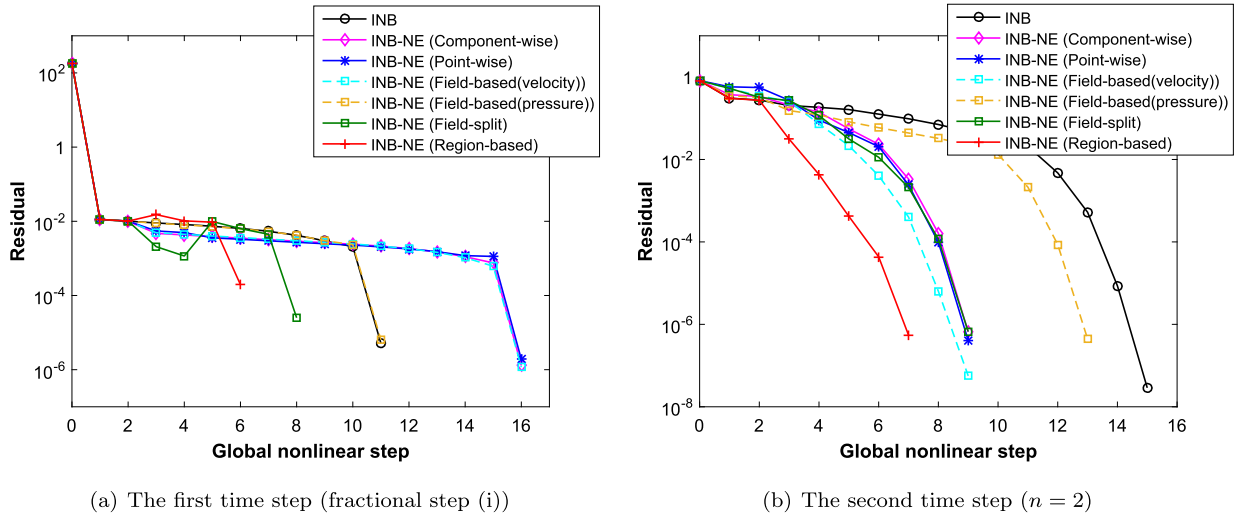 INB
INB-NE (Component-wise)
INB-NE (Point-wise)
INB-NE (Field-based(velocity))
INB-NE (Field-based(pressure))
INB-NE (Field-split)
INB-NE (Region-based)
10^2
1
10^-2
10^-4
10^-6
Residual
0 2 4 6 8 10 12 14 16
Global nonlinear step
(a) The first time step (fractional step (i))
INB
INB-NE (Component-wise)
INB-NE (Point-wise)
INB-NE (Field-based(velocity))
INB-NE (Field-based(pressure))
INB-NE (Field-split)
INB-NE (Region-based)
1
10^-2
10^-4
10^-6
10^-8
Residual
0 2 4 6 8 10 12 14 16
Global nonlinear step
(b) The second time step (n = 2)